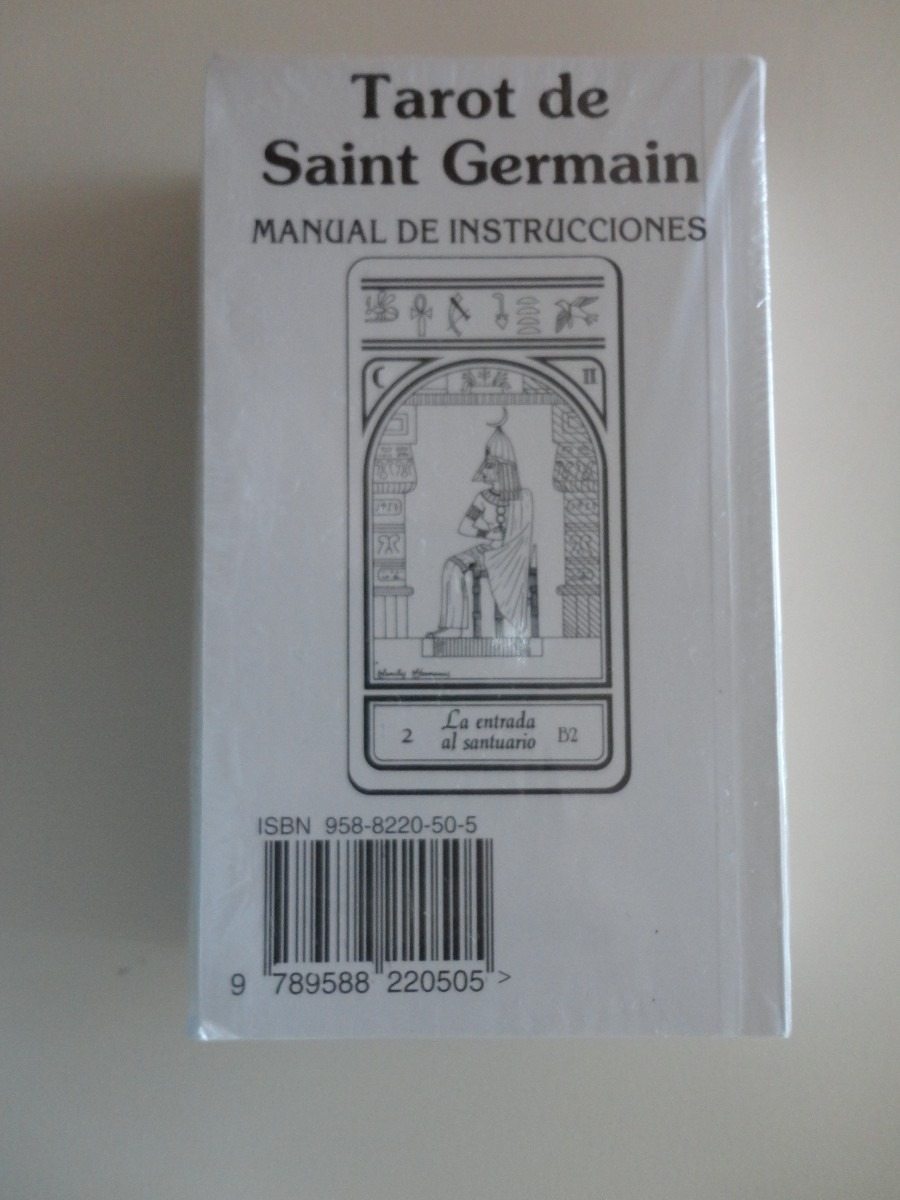 Tarot de
Saint Germain
MANUAL DE INSTRUCCIONES
II
2 La entrada B2
al santuario
ISBN 958-8220-50-5
9 789588 220505 >